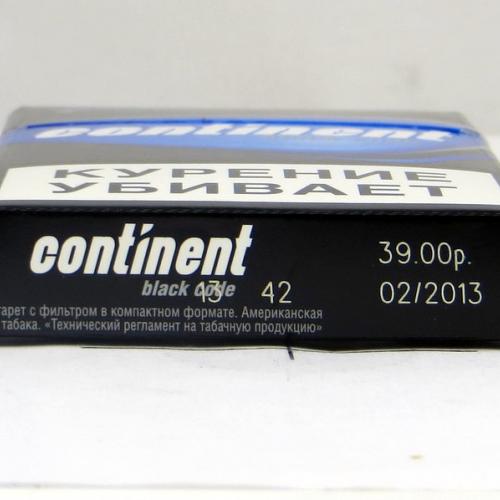 continent
КУРЕНИЕ
УБИВАЕТ
continent 39.00р.
black code 13 42 02/2013
гарет с фильтром в компактном формате. Американская
табака. «Технический регламент на табачную продукцию»